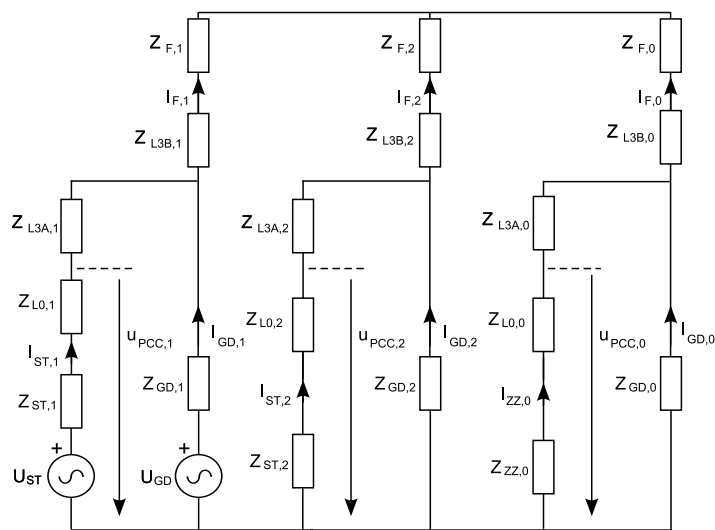 Z F,1
Z F,2
Z F,0
I F,1
I F,2
I F,0
Z L3B,1
Z L3B,2
Z L3B,0
Z L3A,1
Z L3A,2
Z L3A,0
Z L0,1
Z L0,2
Z L0,0
u PCC,1
u PCC,2
u PCC,0
I GD,1
I GD,2
I GD,0
I ST,1
I ST,2
I ZZ,0
Z ST,1
Z GD,1
Z GD,2
Z GD,0
Z ST,2
Z ZZ,0
+
+
U ST
U GD